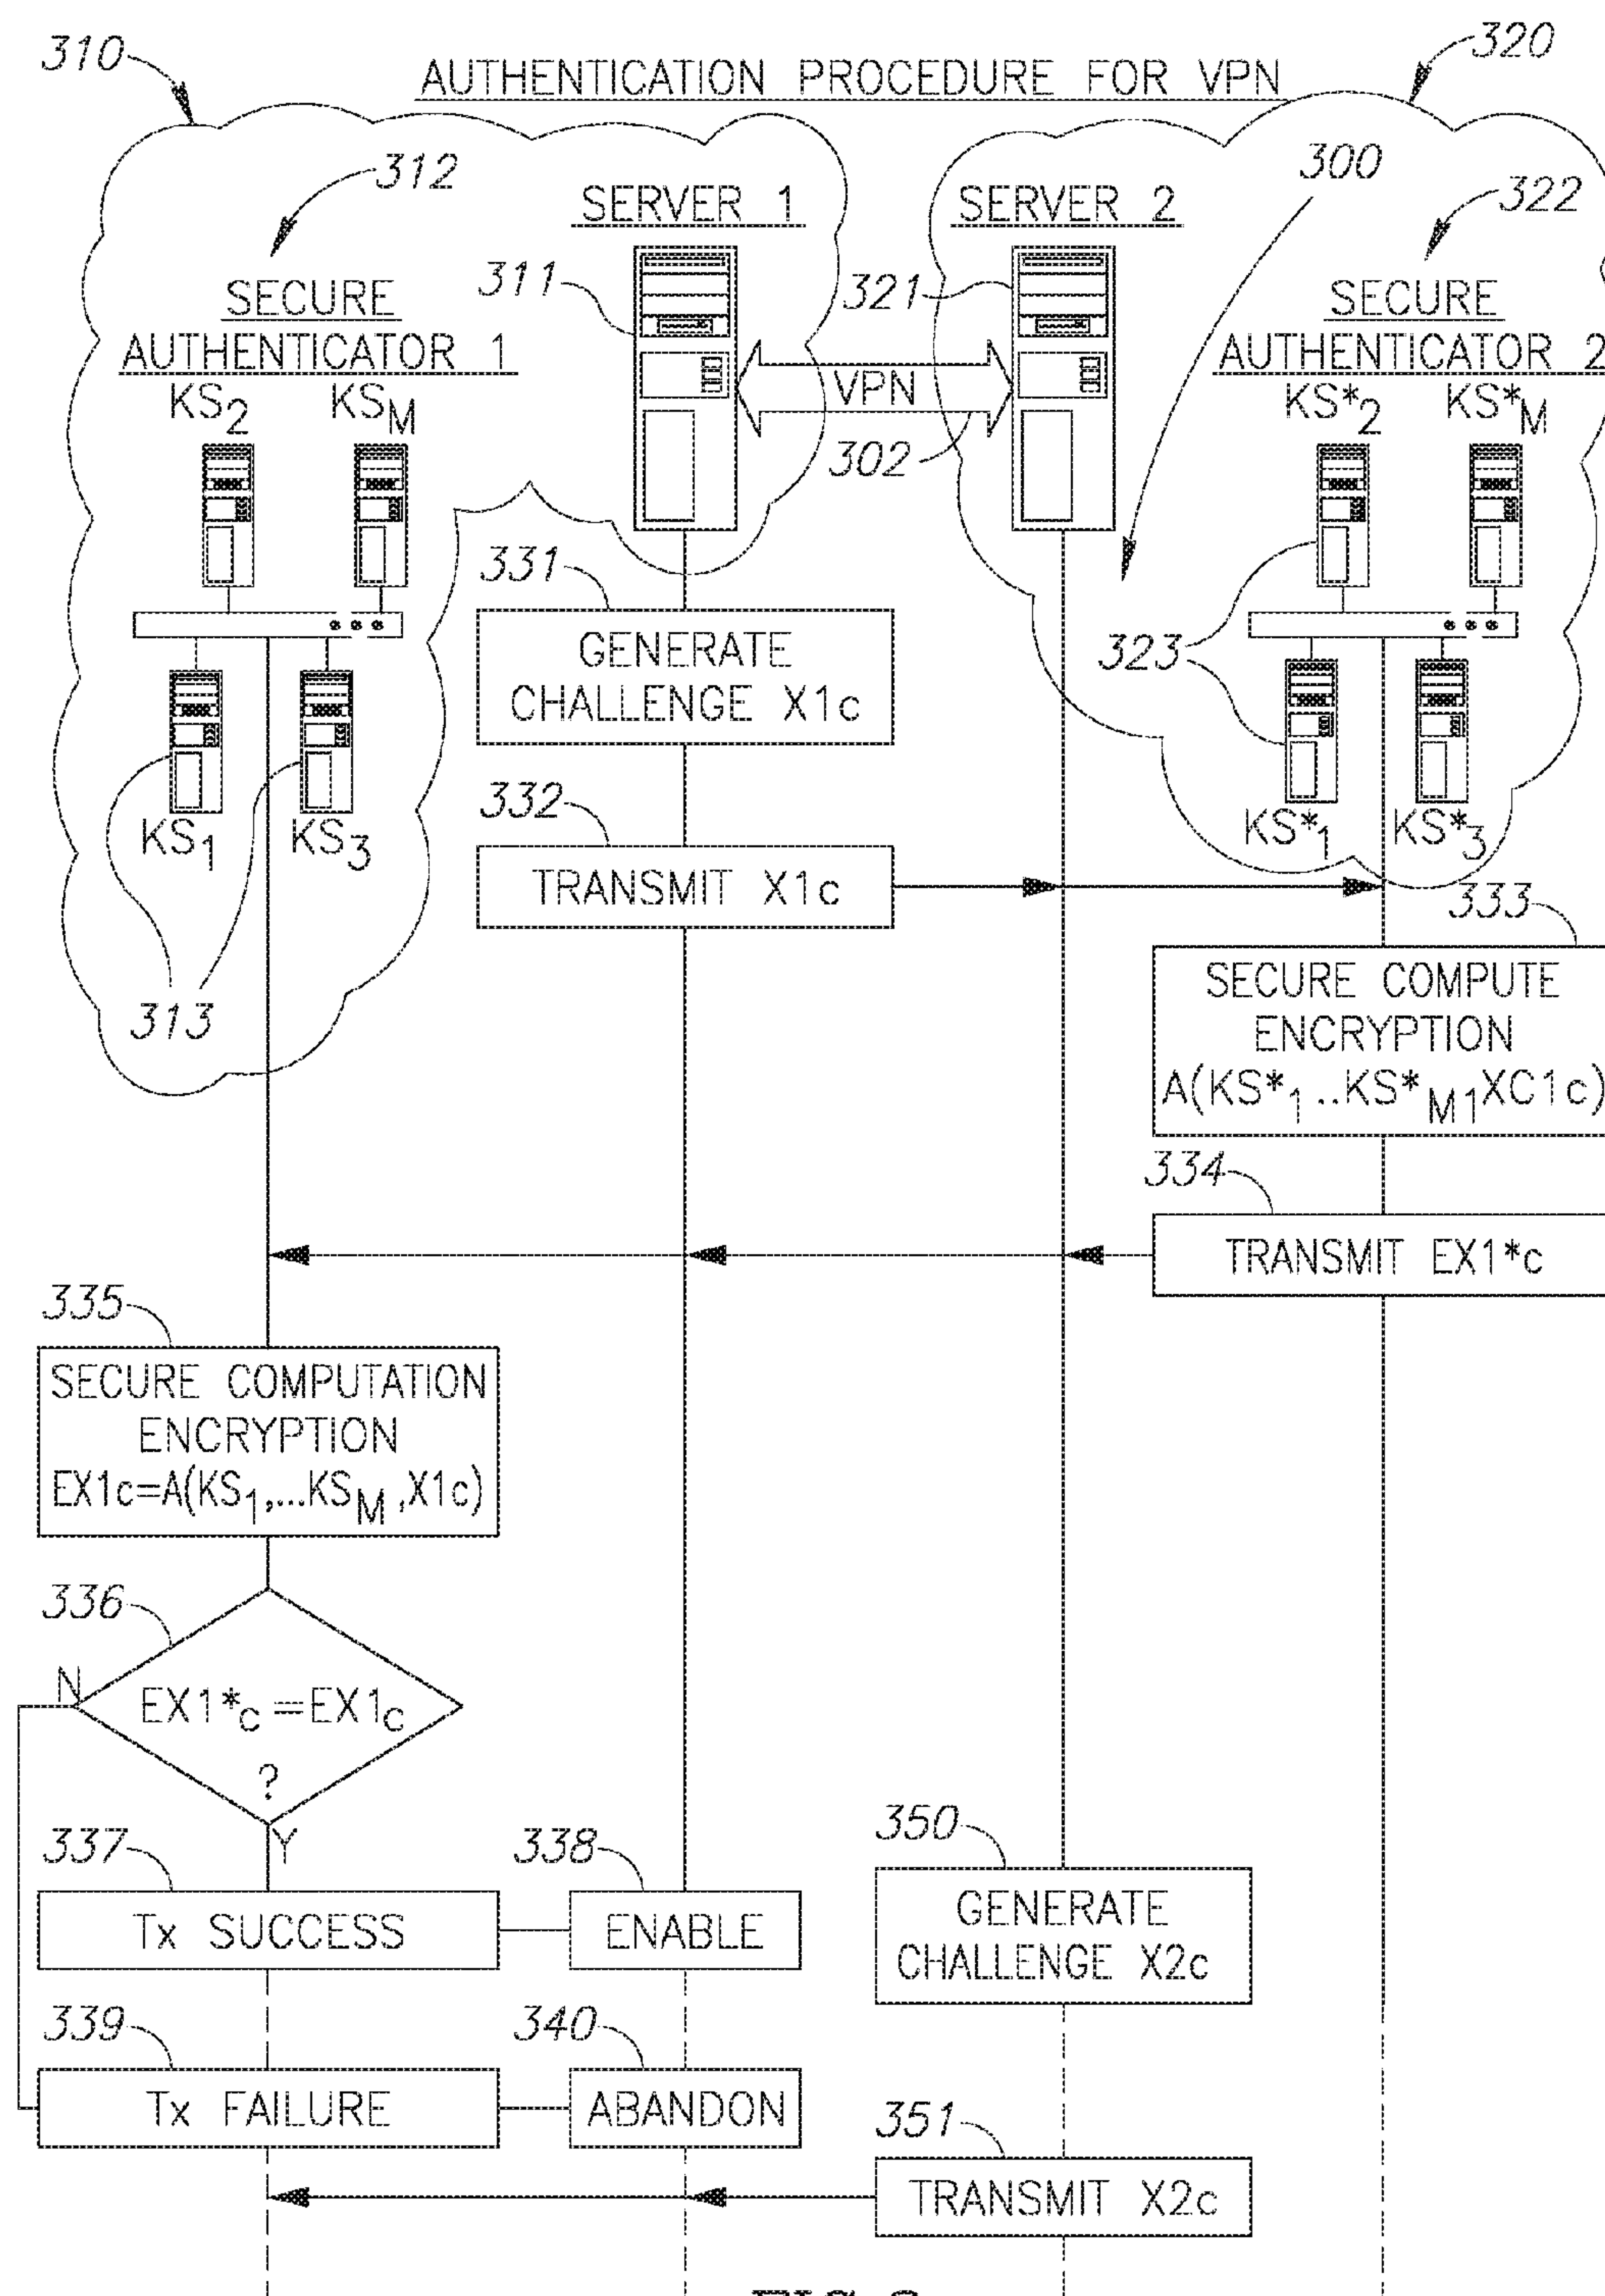 310
320
AUTHENTICATION PROCEDURE FOR VPN
312
300
322
SERVER 1
SERVER 2
311
321
SECURE
AUTHENTICATOR 1
SECURE
AUTHENTICATOR 2
VPN
302
KS2
KSM
KS*2
KS*M
331
323
GENERATE
CHALLENGE X1c
332
KS1
KS3
KS*1
KS*3
TRANSMIT X1c
333
313
SECURE COMPUTE
ENCRYPTION
A(KS*1..KS*M1XC1c)
334
TRANSMIT EX1*c
335
SECURE COMPUTATION
ENCRYPTION
EX1c=A(KS1,...KSM,X1c)
336
N
EX1*c=EX1c
?
Y
337
338
350
Tx SUCCESS
ENABLE
GENERATE
CHALLENGE X2c
339
340
Tx FAILURE
ABANDON
351
TRANSMIT X2c